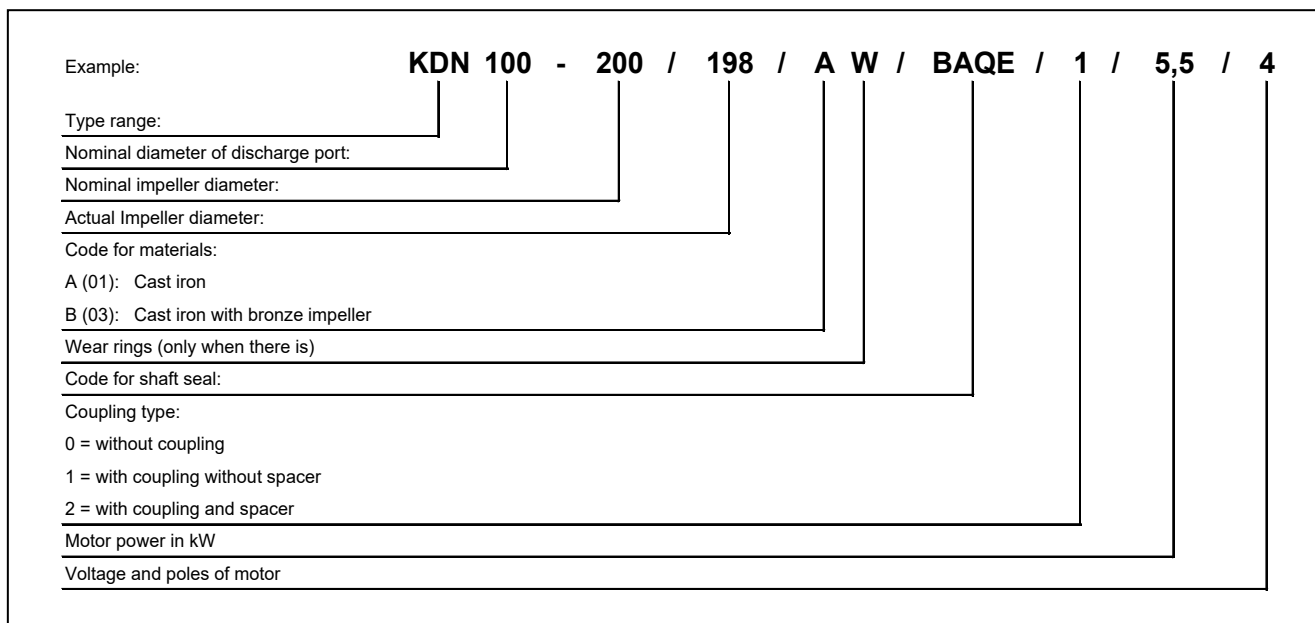 Example: KDN 100 - 200 / 198 / A W / BAQE / 1 / 5,5 / 4
Type range:
Nominal diameter of discharge port:
Nominal impeller diameter:
Actual Impeller diameter:
Code for materials:
A (01): Cast iron
B (03): Cast iron with bronze impeller
Wear rings (only when there is)
Code for shaft seal:
Coupling type:
0 = without coupling
1 = with coupling without spacer
2 = with coupling and spacer
Motor power in kW
Voltage and poles of motor